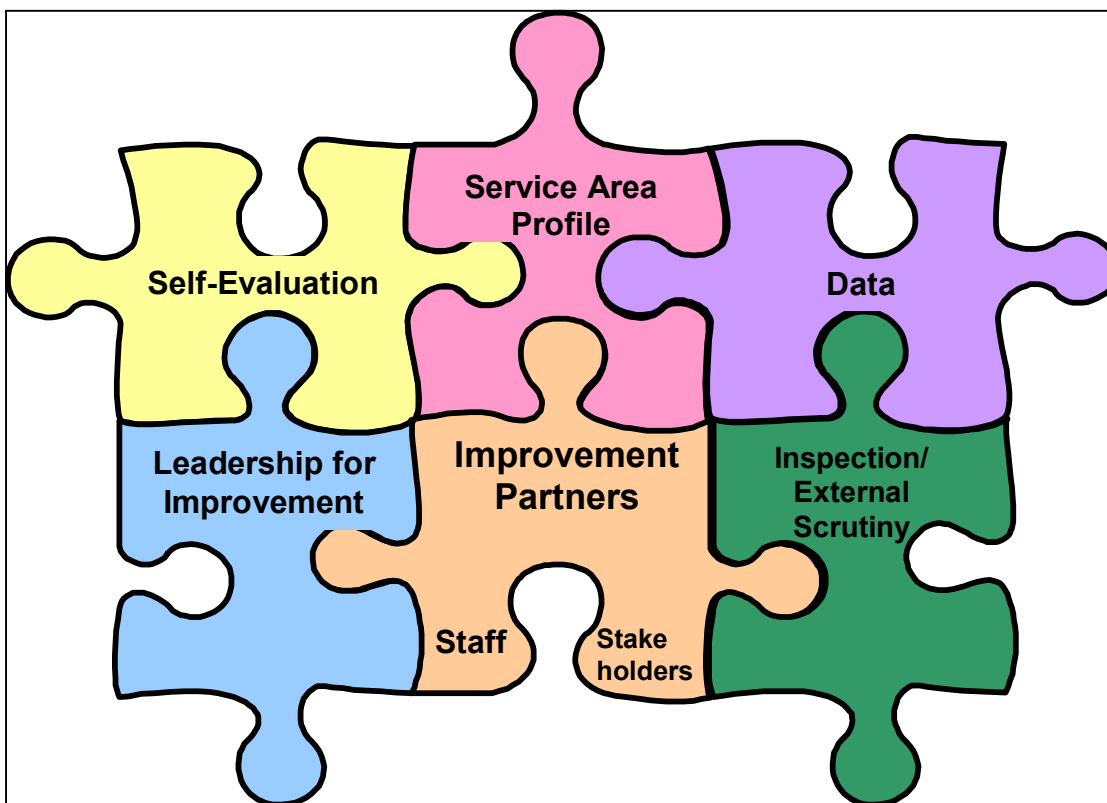 Service Area
Profile
Self-Evaluation
Data
Leadership for
Improvement
Improvement
Partners
Inspection/
External
Scrutiny
Staff
Stake
holders